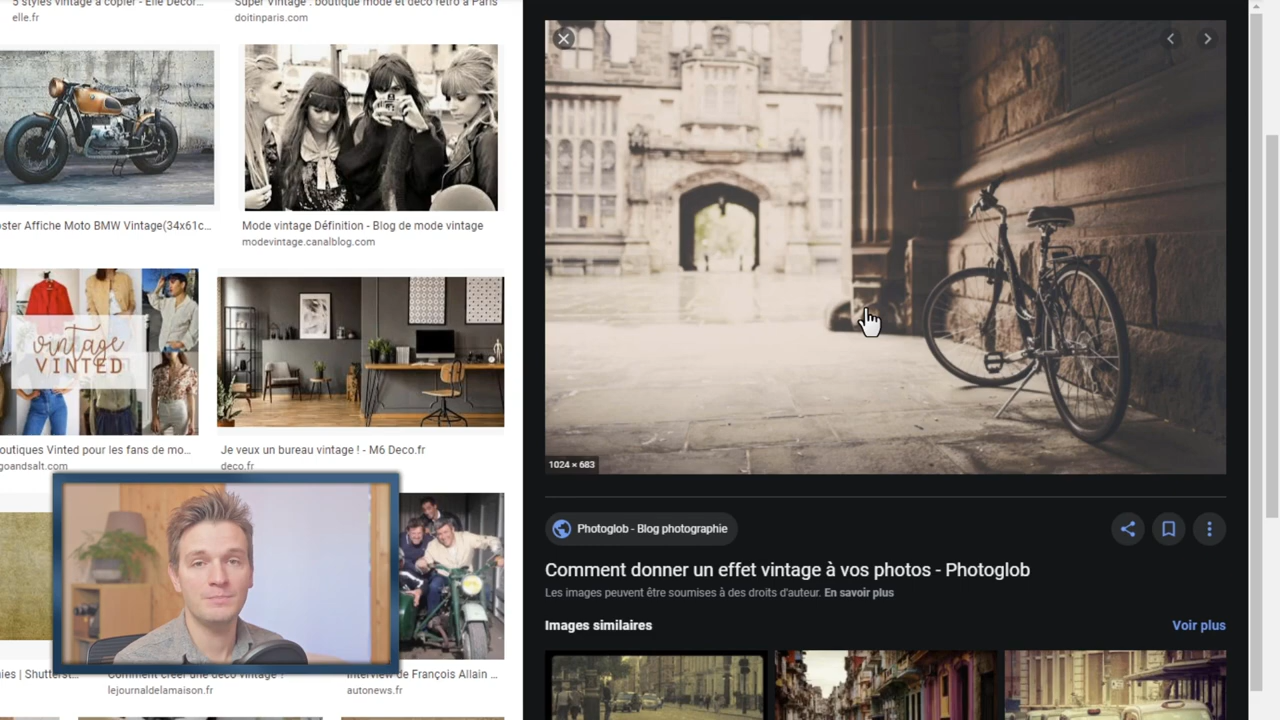 5 styles vintage à copier - Elle Décor...
elle.fr
Super Vintage : boutique mode et déco rétro à Paris
doitinparis.com
ster Affiche Moto BMW Vintage(34x61c...
Mode vintage Définition - Blog de mode vintage
modevintage.canalblog.com
vintage
VINTED
outiques Vinted pour les fans de mo...
goandsalt.com
Je veux un bureau vintage ! - M6 Deco.fr
deco.fr
ies | Shutterst...
Comment créer une déco vintage ?
lejournaldelamaison.fr
Interview de François Allain ...
autonews.fr
1024 × 683
Photoglob - Blog photographie
Comment donner un effet vintage à vos photos - Photoglob
Les images peuvent être soumises à des droits d'auteur. En savoir plus
Images similaires
Voir plus